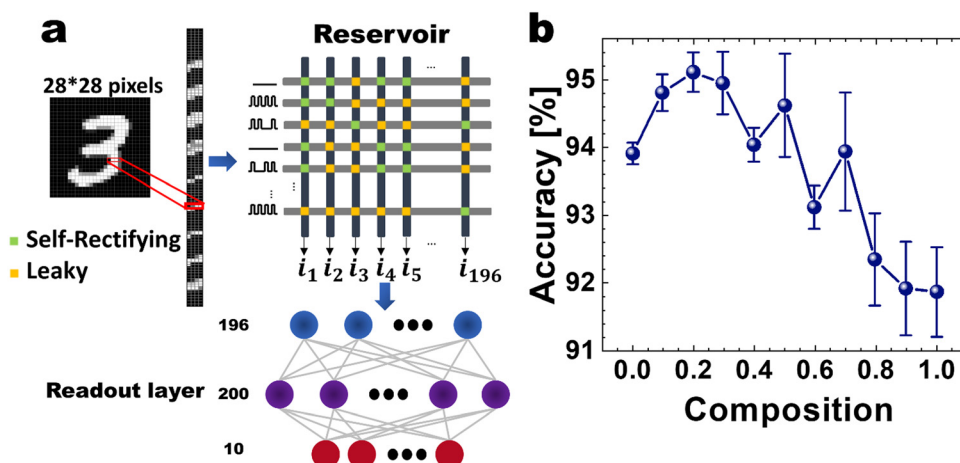 a
Reservoir
28*28 pixels
...
Self-Rectifying
Leaky
...
i1 i2 i3 i4 i5 i196
196
Readout layer 200
10
b
Accuracy [%]
95
94
93
92
91
0.0 0.2 0.4 0.6 0.8 1.0
Composition